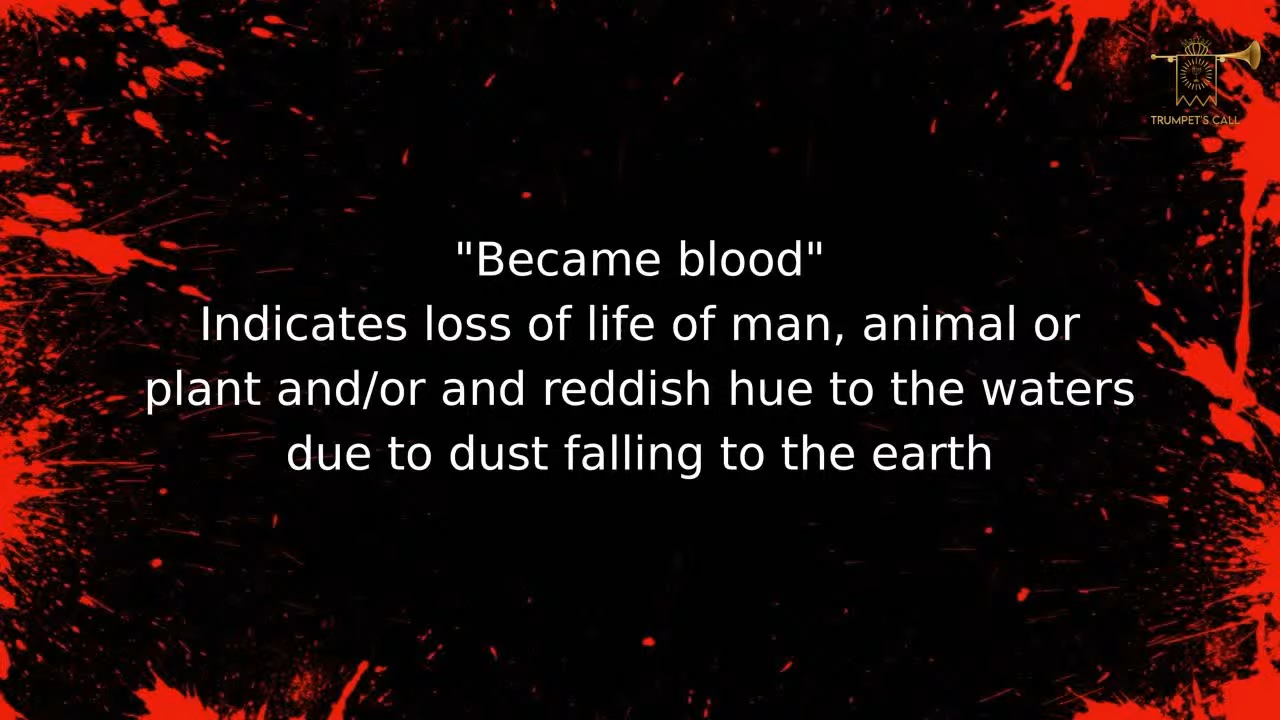 TRUMPET'S CALL
"Became blood"
Indicates loss of life of man, animal or
plant and/or and reddish hue to the waters
due to dust falling to the earth